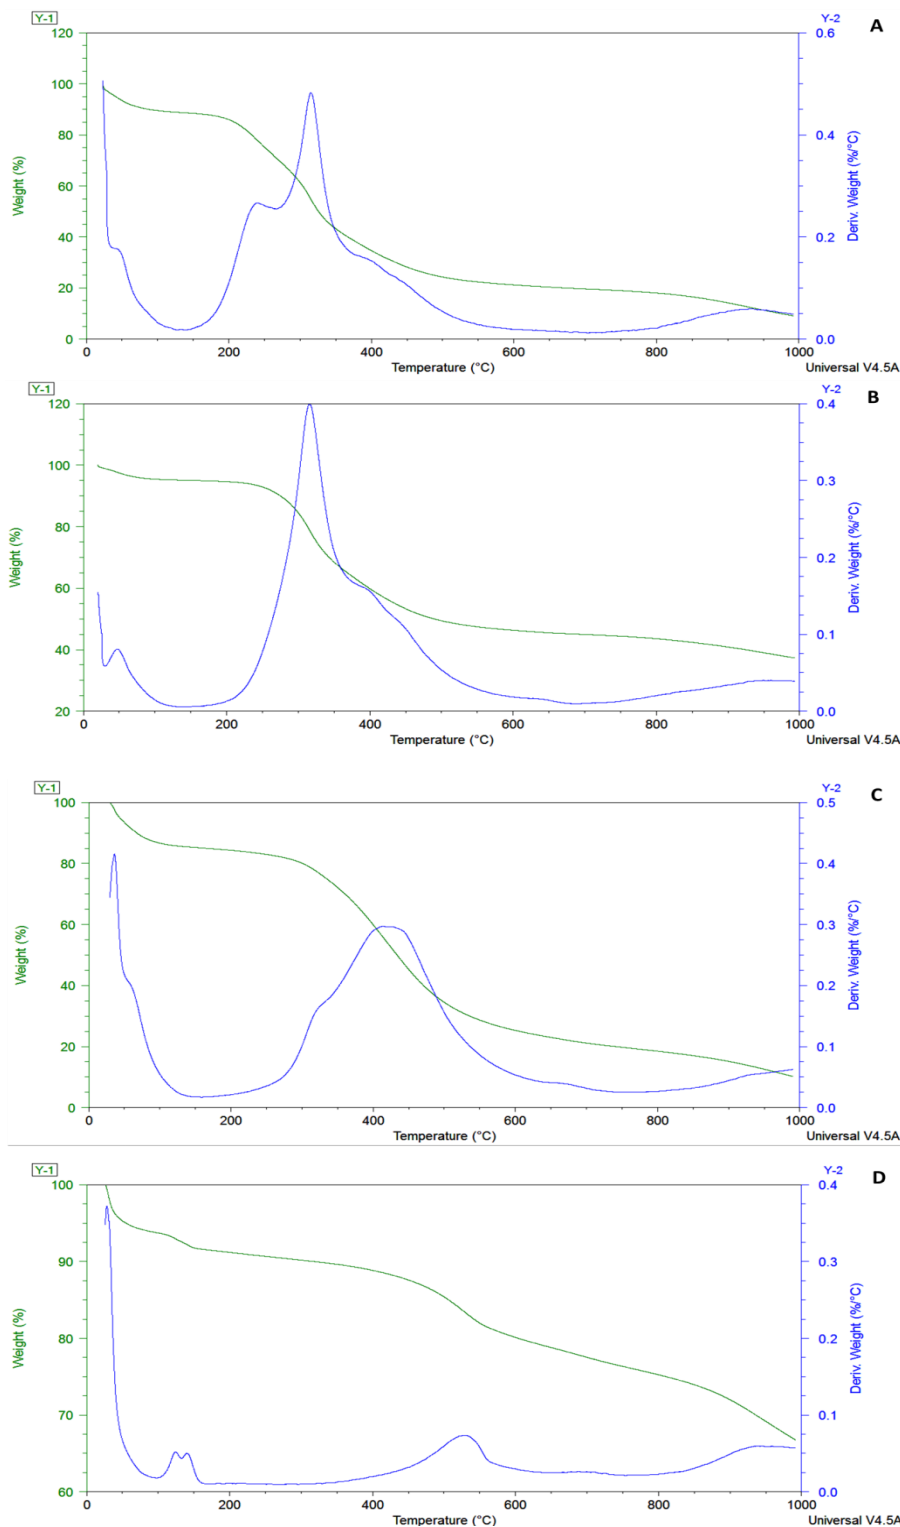 Y-1 Y-2 A
120 0.6
100
80 0.4
60
40 0.2
20
0 0.0
Weight (%)
Deriv. Weight (%/°C)
0 200 400 600 800 1000
Temperature (°C) Universal V4.5A
Y-1 Y-2 B
120 0.4
100 0.3
80
60 0.2
40 0.1
20 0.0
Weight (%)
Deriv. Weight (%/°C)
0 200 400 600 800 1000
Temperature (°C) Universal V4.5A
Y-1 Y-2 C
100 0.5
80 0.4
60 0.3
40 0.2
20 0.1
0 0.0
Weight (%)
Deriv. Weight (%/°C)
0 200 400 600 800 1000
Temperature (°C) Universal V4.5A
Y-1 Y-2 D
100 0.4
90 0.3
80 0.2
70 0.1
60 0.0
Weight (%)
Deriv. Weight (%/°C)
0 200 400 600 800 1000
Temperature (°C) Universal V4.5A